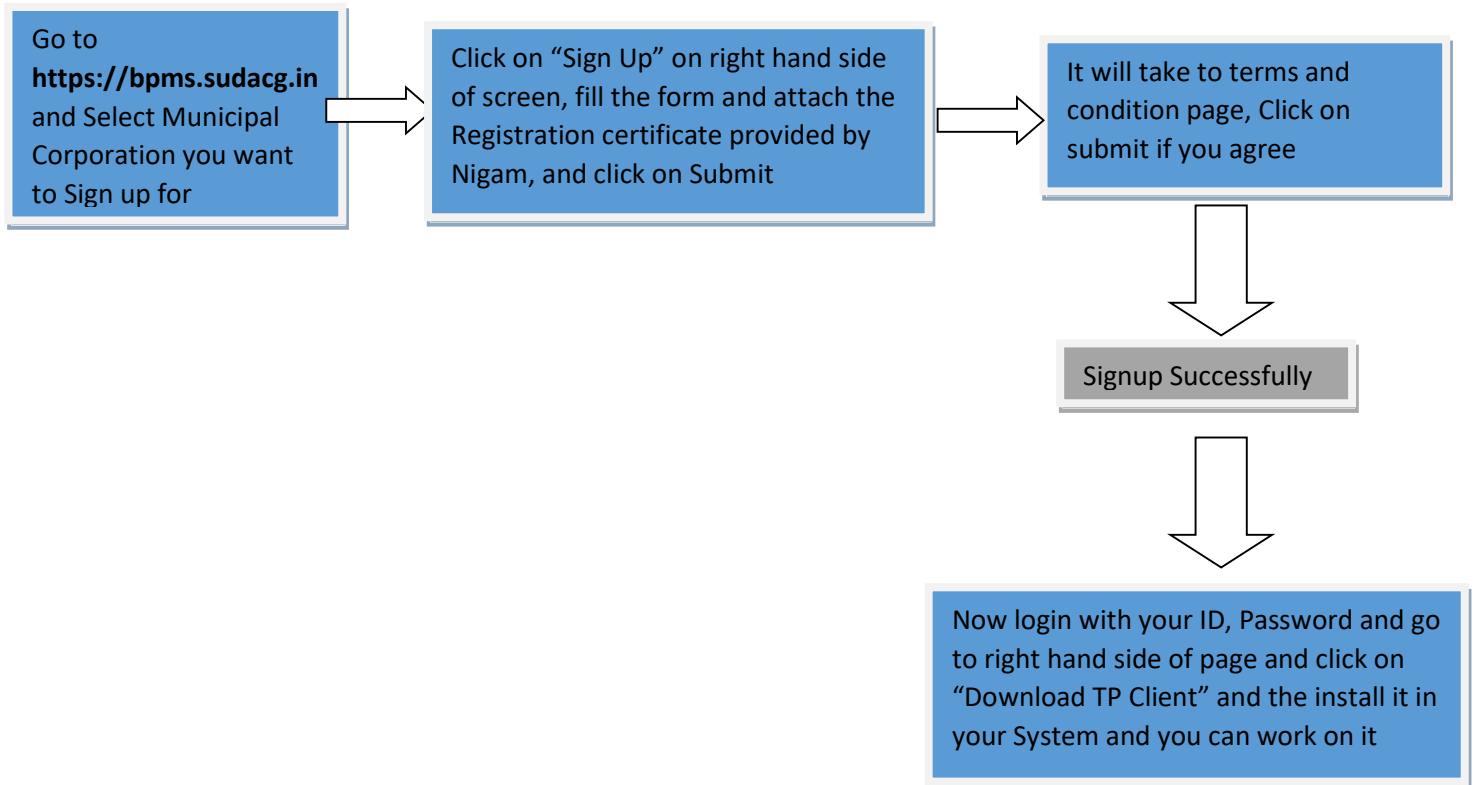 Go to
https://bpms.sudacg.in
and Select Municipal
Corporation you want
to Sign up for
Click on “Sign Up” on right hand side
of screen, fill the form and attach the
Registration certificate provided by
Nigam, and click on Submit
It will take to terms and
condition page, Click on
submit if you agree
Signup Successfully
Now login with your ID, Password and go
to right hand side of page and click on
“Download TP Client” and the install it in
your System and you can work on it